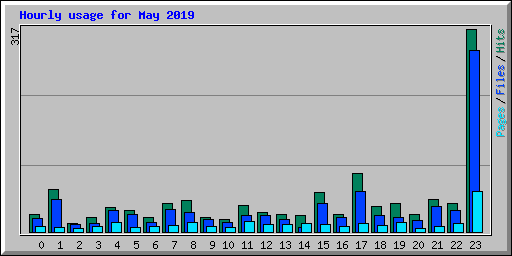 Hourly usage for May 2019
317
Pages/Files/Hits
0 1 2 3 4 5 6 7 8 9 10 11 12 13 14 15 16 17 18 19 20 21 22 23